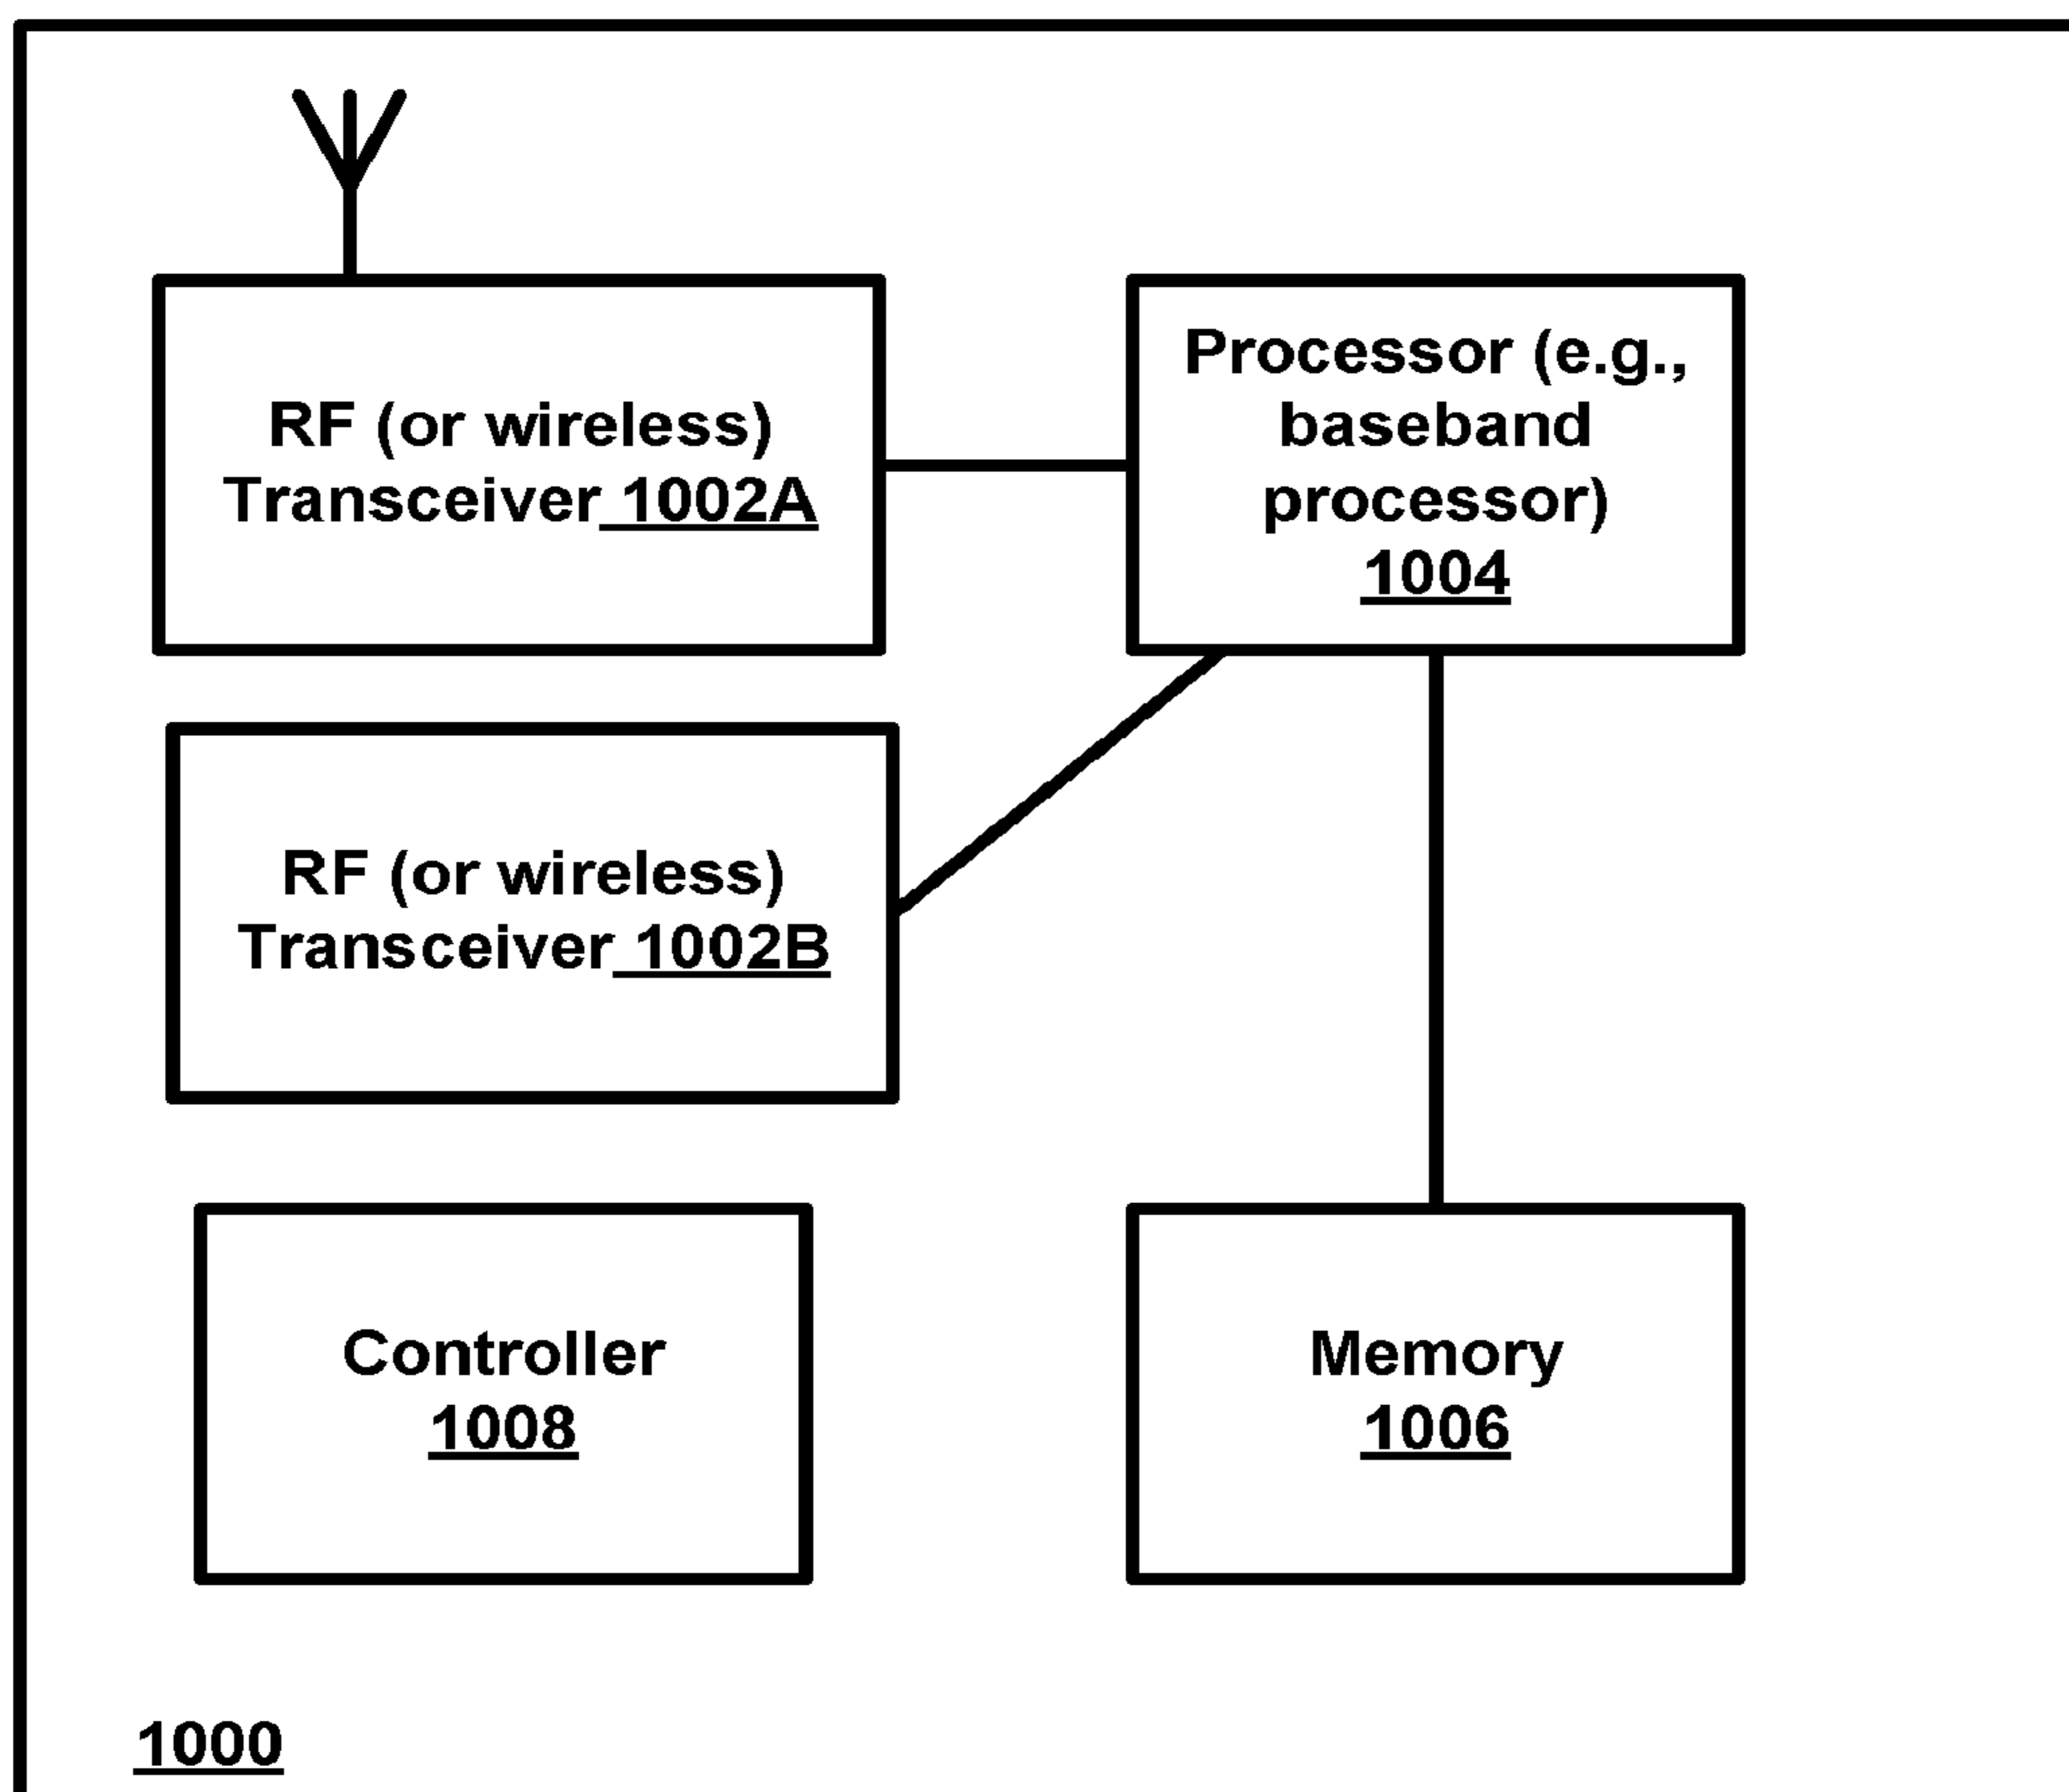 RF (or wireless)
Transceiver 1002A
Processor (e.g.,
baseband
processor)
1004
RF (or wireless)
Transceiver 1002B
Controller
1008
Memory
1006
1000